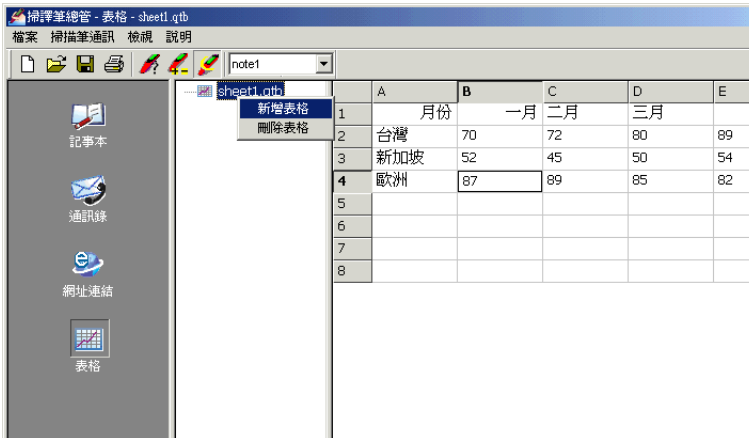 掃譯筆總管 - 表格 - sheet1.qtb
檔案 掃描筆通訊 檢視 說明
note1
sheet1.qtb
新增表格
刪除表格
記事本
通訊錄
網址連結
表格
A B C D E
1 月份 一月 二月 三月
2 台灣 70 72 80 89
3 新加坡 52 45 50 54
4 歐洲 87 89 85 82
5
6
7
8